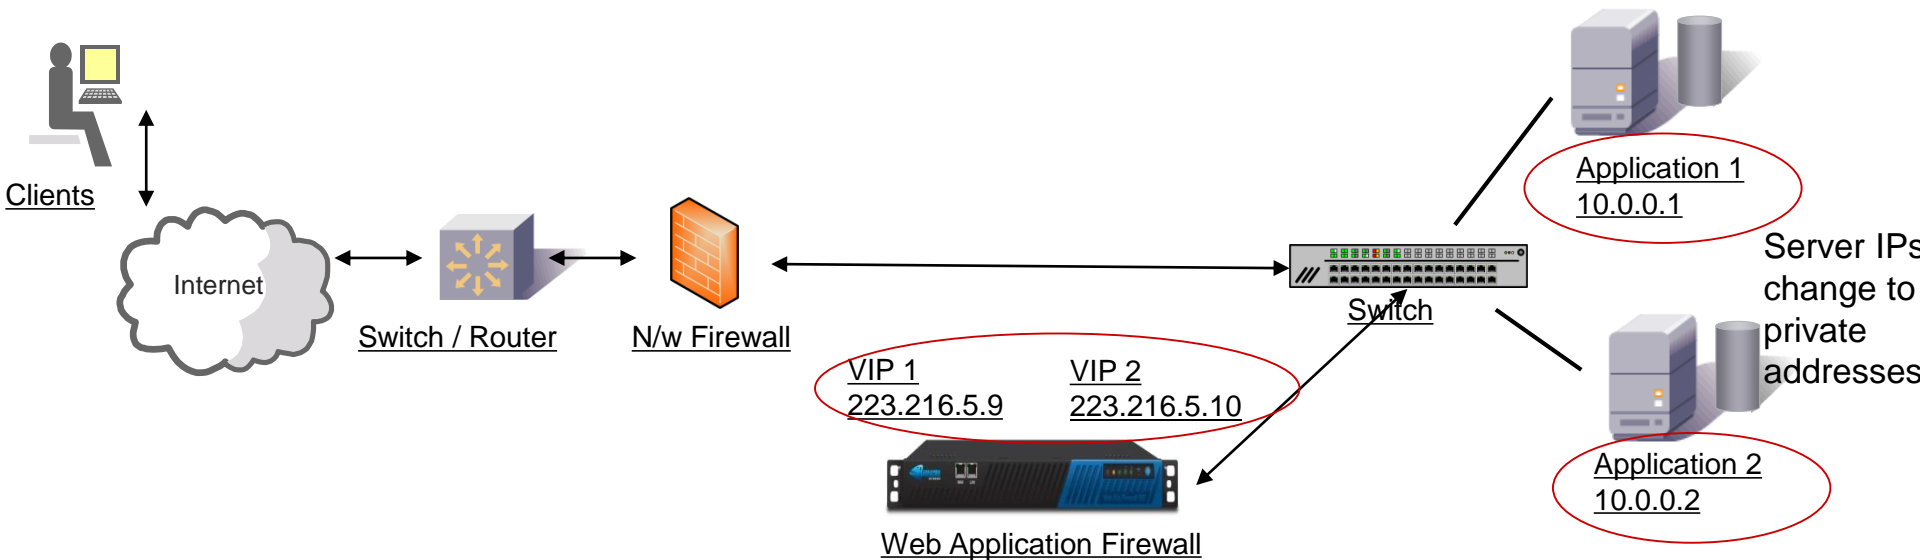 Clients
Internet
Switch / Router
N/w Firewall
VIP 1
223.216.5.9
VIP 2
223.216.5.10
Web Application Firewall
Switch
Application 1
10.0.0.1
Server IPs
change to
private
addresses
Application 2
10.0.0.2